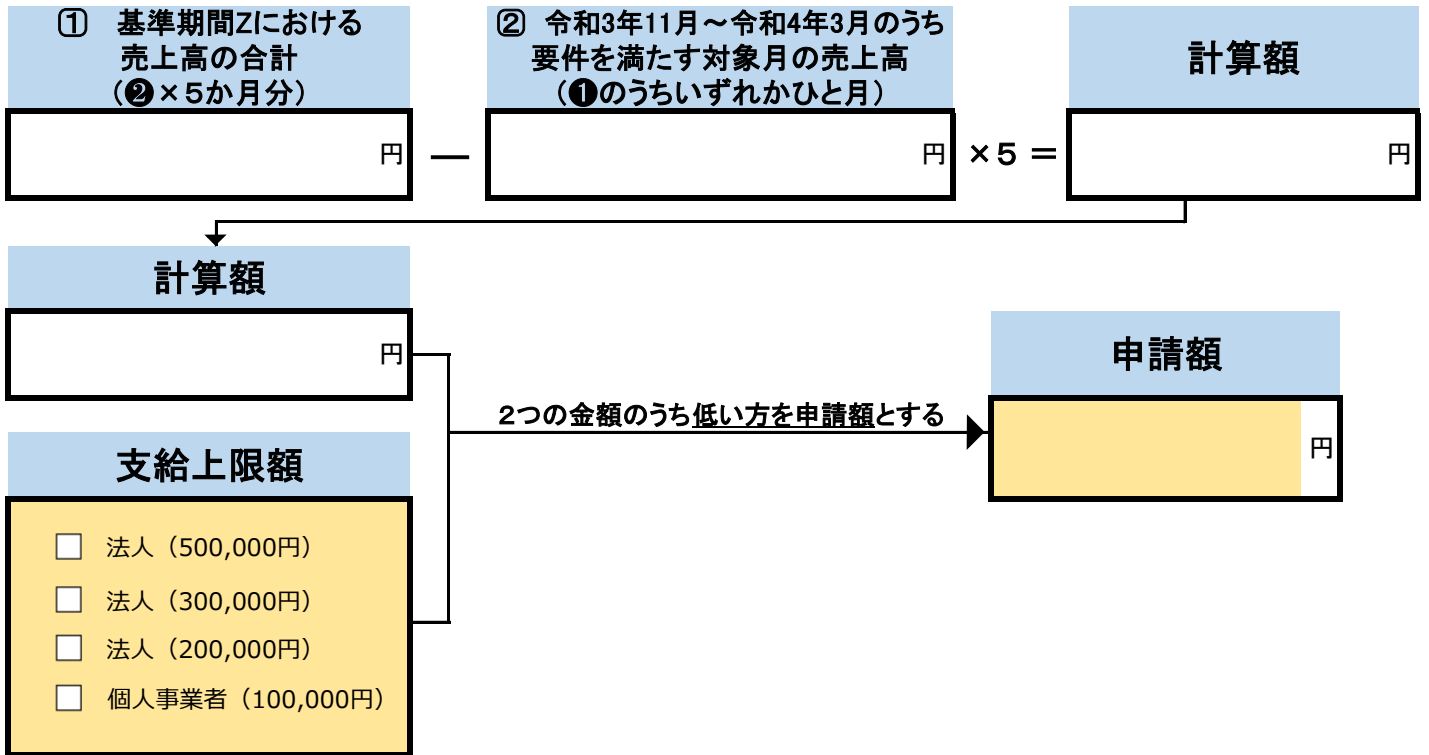 ① 基準期間Zにおける
売上高の合計
（❷×５か月分）
② 令和3年11月～令和4年3月のうち
要件を満たす対象月の売上高
（❶のうちいずれかひと月）
計算額
円
―
円
×５＝
円
計算額
円
申請額
２つの金額のうち低い方を申請額とする
円
支給上限額
法人（500,000円）
法人（300,000円）
法人（200,000円）
個人事業者（100,000円）